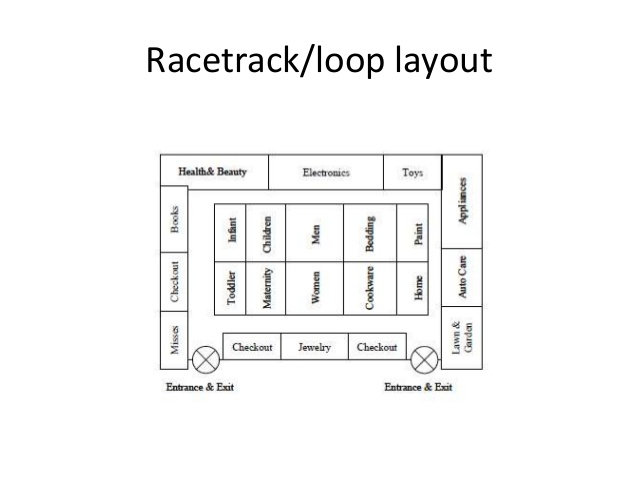 Racetrack/loop layout
Health& Beauty
Electronics
Toys
Books
Checkout
Misses
Infant
Children
Men
Bedding
Paint
Toddler
Maternity
Women
Cookware
Home
Appliances
Auto Care
Lawn &
Garden
Checkout
Jewelry
Checkout
Entrance & Exit
Entrance & Exit